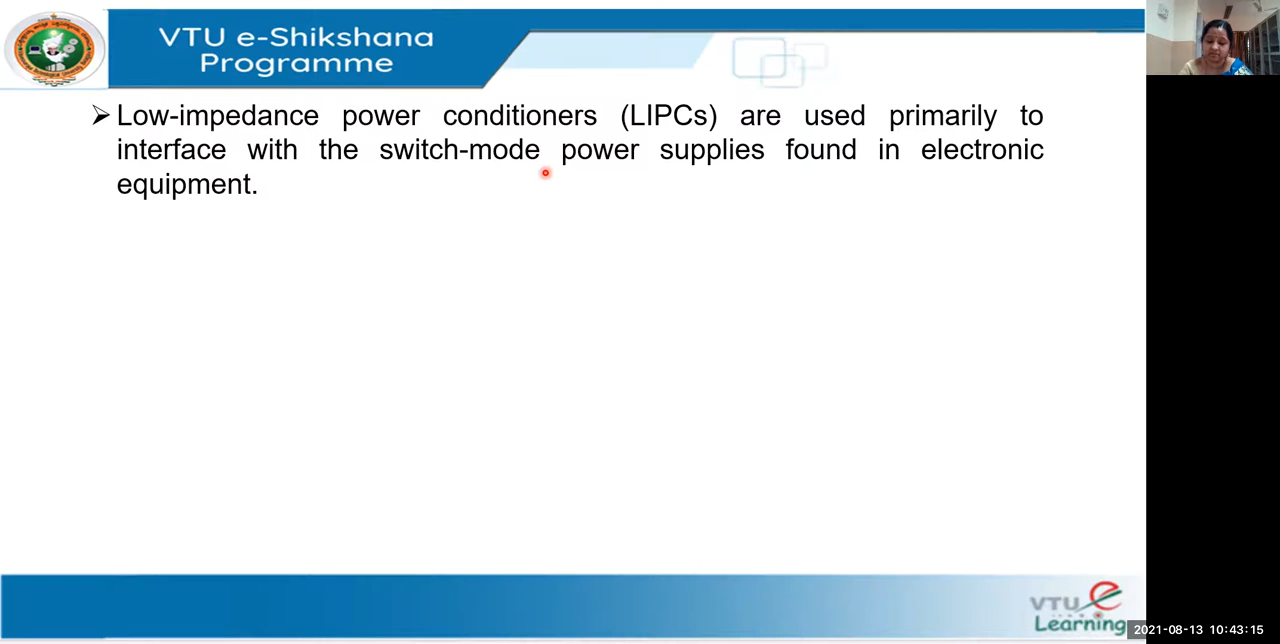 VTU e-Shikshana
Programme
➢ Low-impedance power conditioners (LIPCs) are used primarily to
interface with the switch-mode power supplies found in electronic
equipment.
VTU e
Learning
2021-08-13 10:43:15